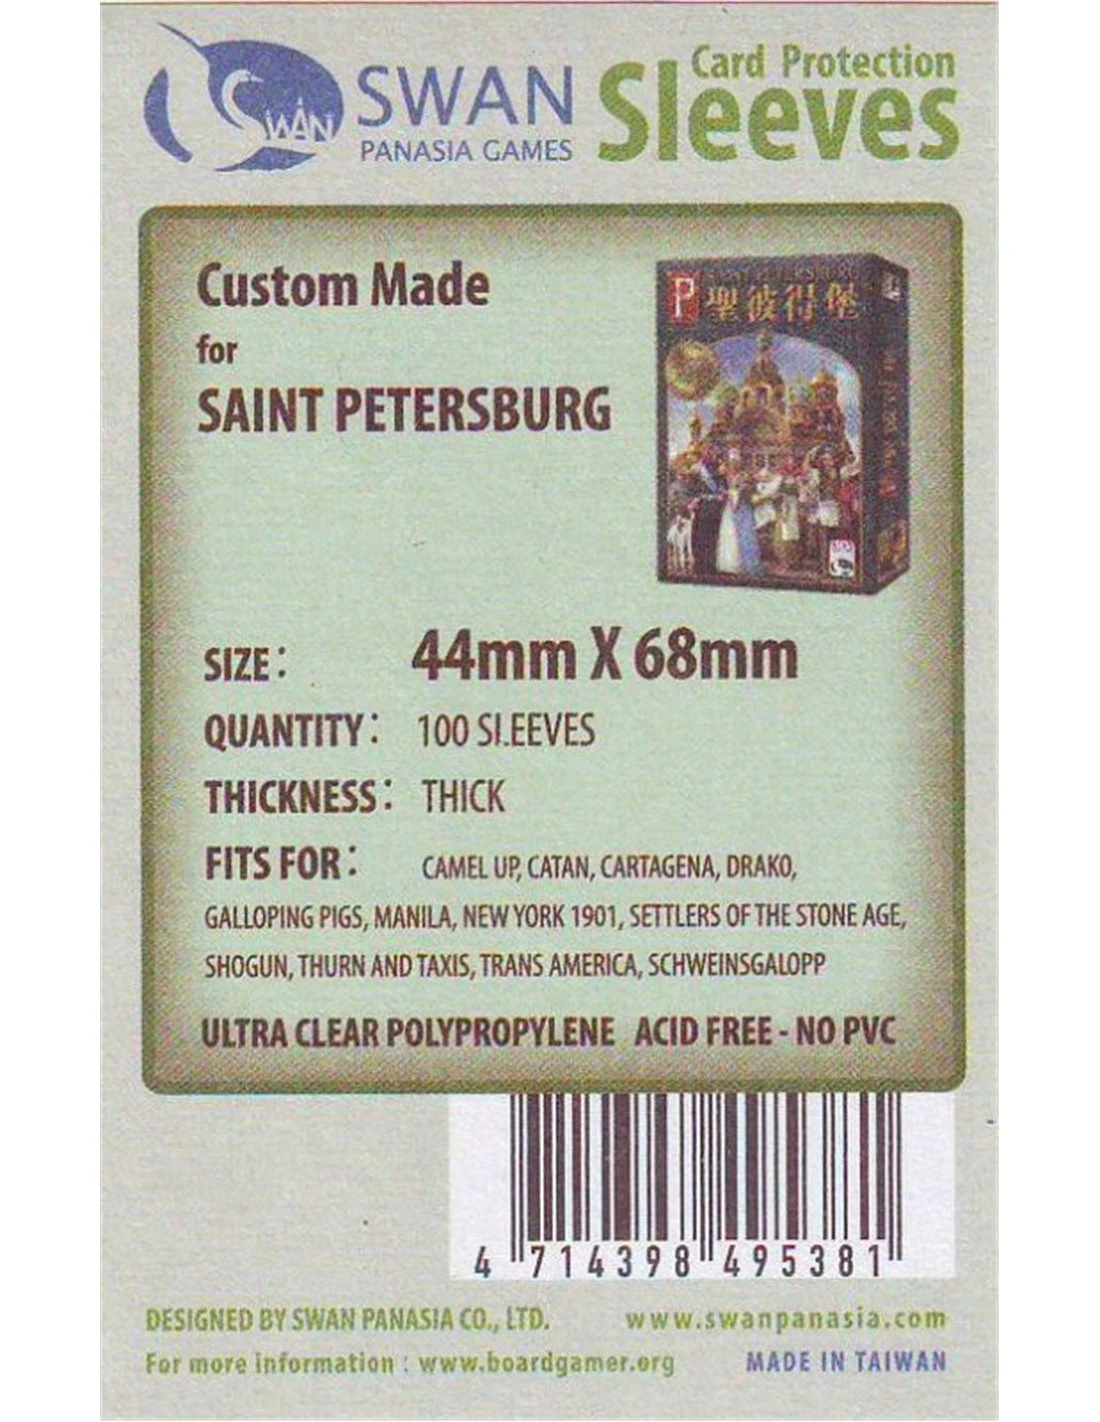 SWAN
SWAN
PANASIA GAMES
Card Protection
Sleeves
Custom Made
for
SAINT PETERSBURG
P 聖彼得堡
SIZE: 44mm X 68mm
QUANTITY: 100 SLEEVES
THICKNESS: THICK
FITS FOR: CAMEL UP, CATAN, CARTAGENA, DRAKO,
GALLOPING PIGS, MANILA, NEW YORK 1901, SETTLERS OF THE STONE AGE,
SHOGUN, THURN AND TAXIS, TRANS AMERICA, SCHWEINSGALOPP
ULTRA CLEAR POLYPROPYLENE ACID FREE - NO PVC
4 714398 495381
DESIGNED BY SWAN PANASIA CO., LTD. www.swanpanasia.com
For more information : www.boardgamer.org MADE IN TAIWAN